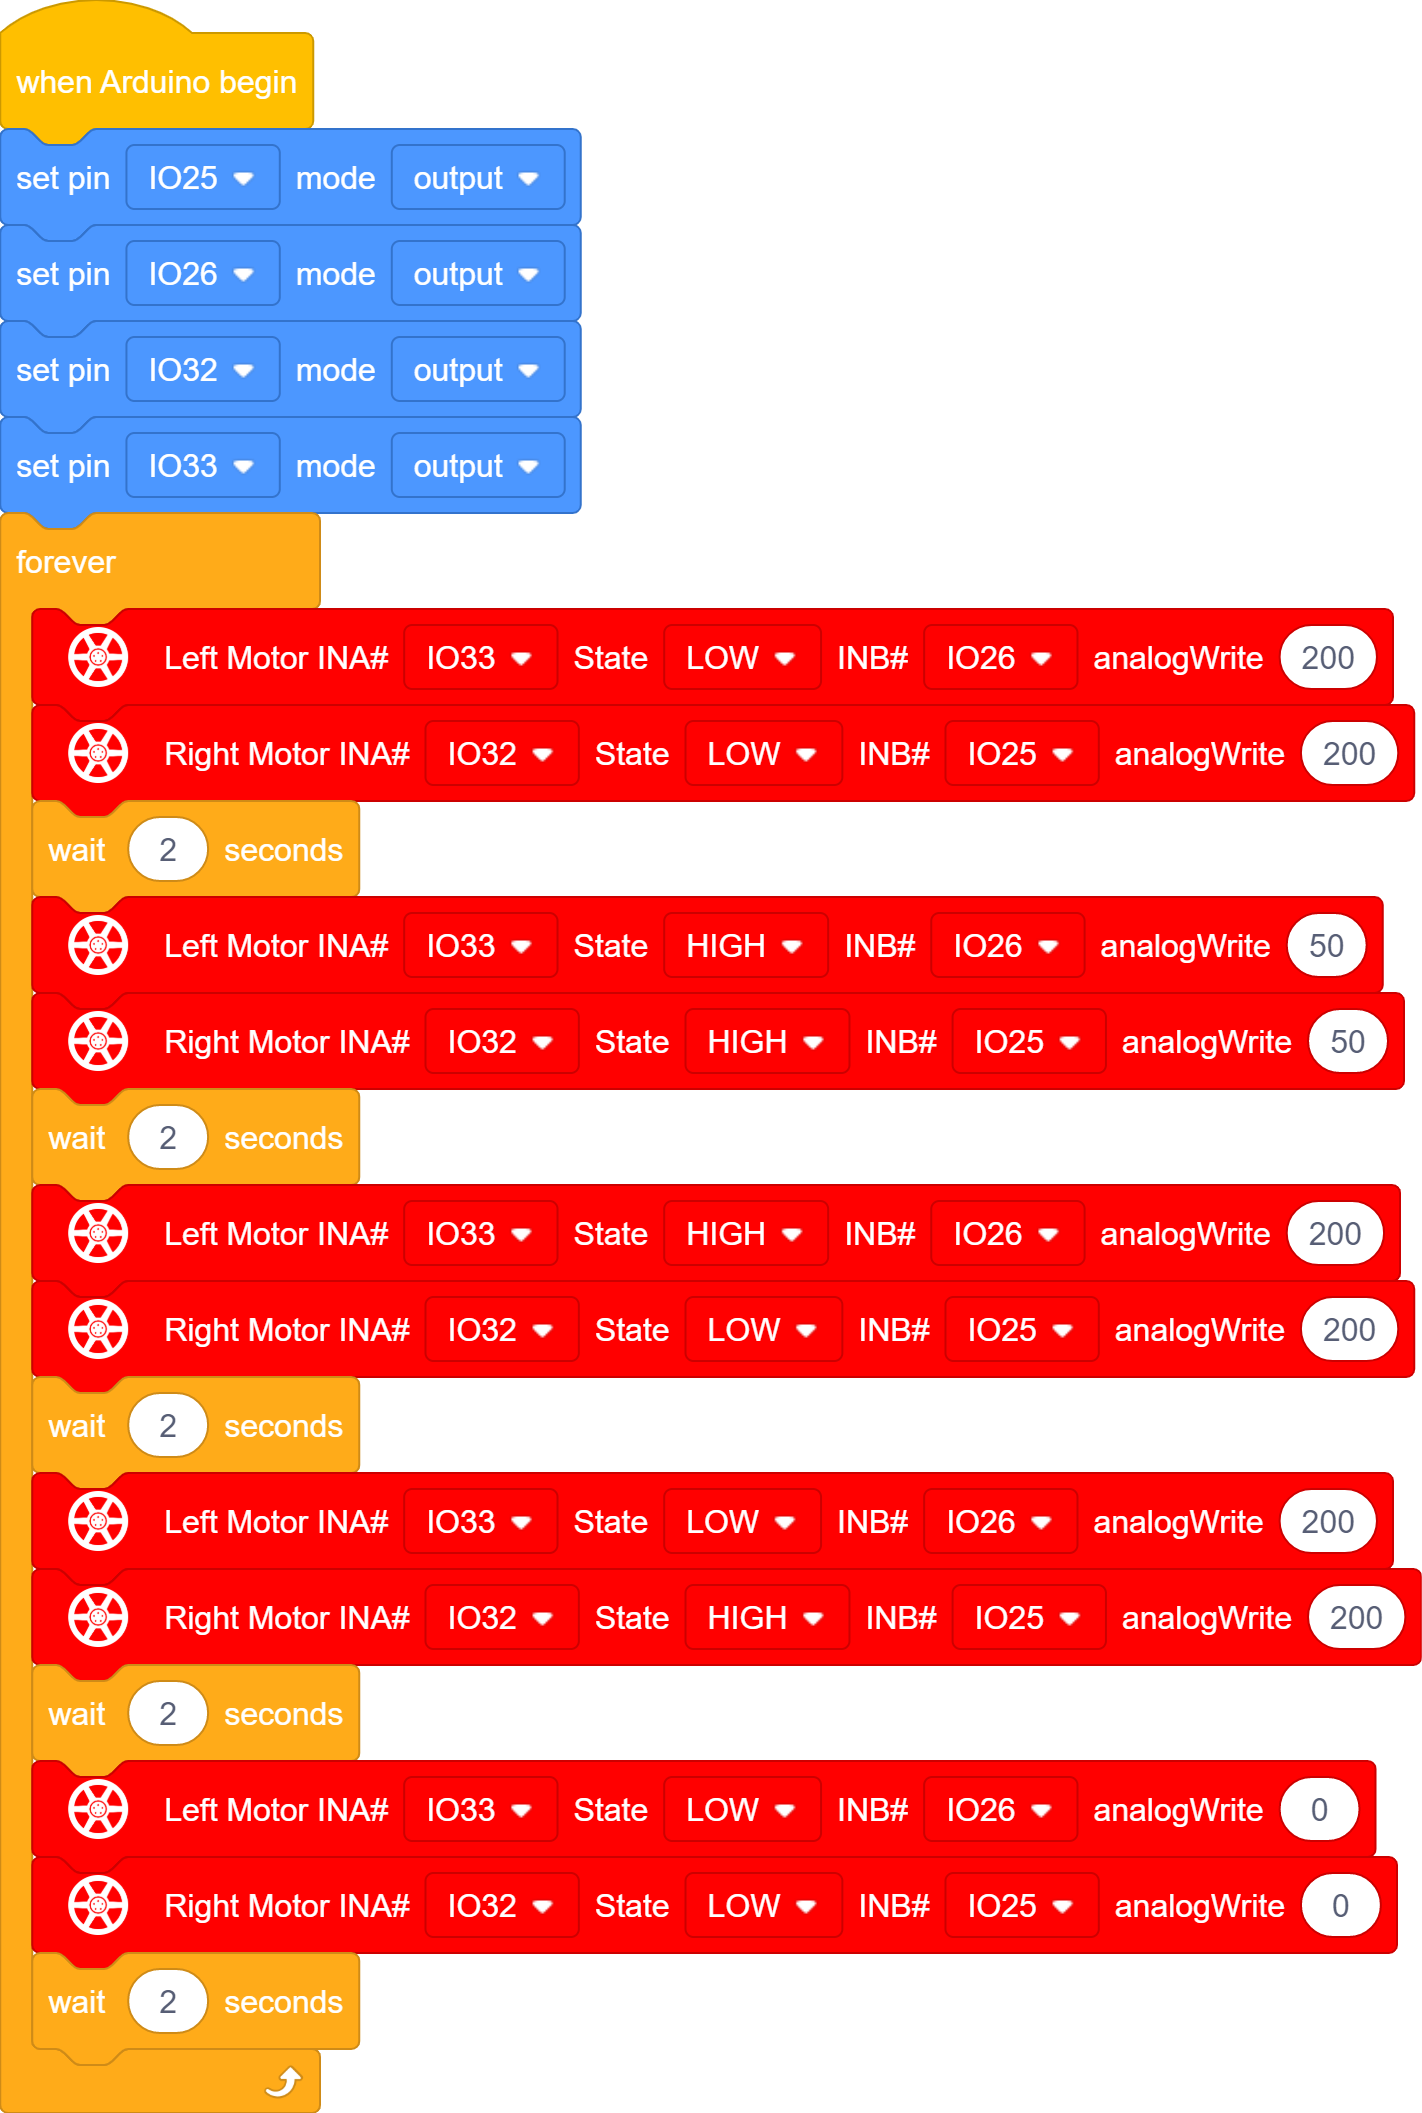 when Arduino begin
set pin IO25 mode output
set pin IO26 mode output
set pin IO32 mode output
set pin IO33 mode output
forever
Left Motor INA# IO33 State LOW INB# IO26 analogWrite 200
Right Motor INA# IO32 State LOW INB# IO25 analogWrite 200
wait 2 seconds
Left Motor INA# IO33 State HIGH INB# IO26 analogWrite 50
Right Motor INA# IO32 State HIGH INB# IO25 analogWrite 50
wait 2 seconds
Left Motor INA# IO33 State HIGH INB# IO26 analogWrite 200
Right Motor INA# IO32 State LOW INB# IO25 analogWrite 200
wait 2 seconds
Left Motor INA# IO33 State LOW INB# IO26 analogWrite 200
Right Motor INA# IO32 State HIGH INB# IO25 analogWrite 200
wait 2 seconds
Left Motor INA# IO33 State LOW INB# IO26 analogWrite 0
Right Motor INA# IO32 State LOW INB# IO25 analogWrite 0
wait 2 seconds